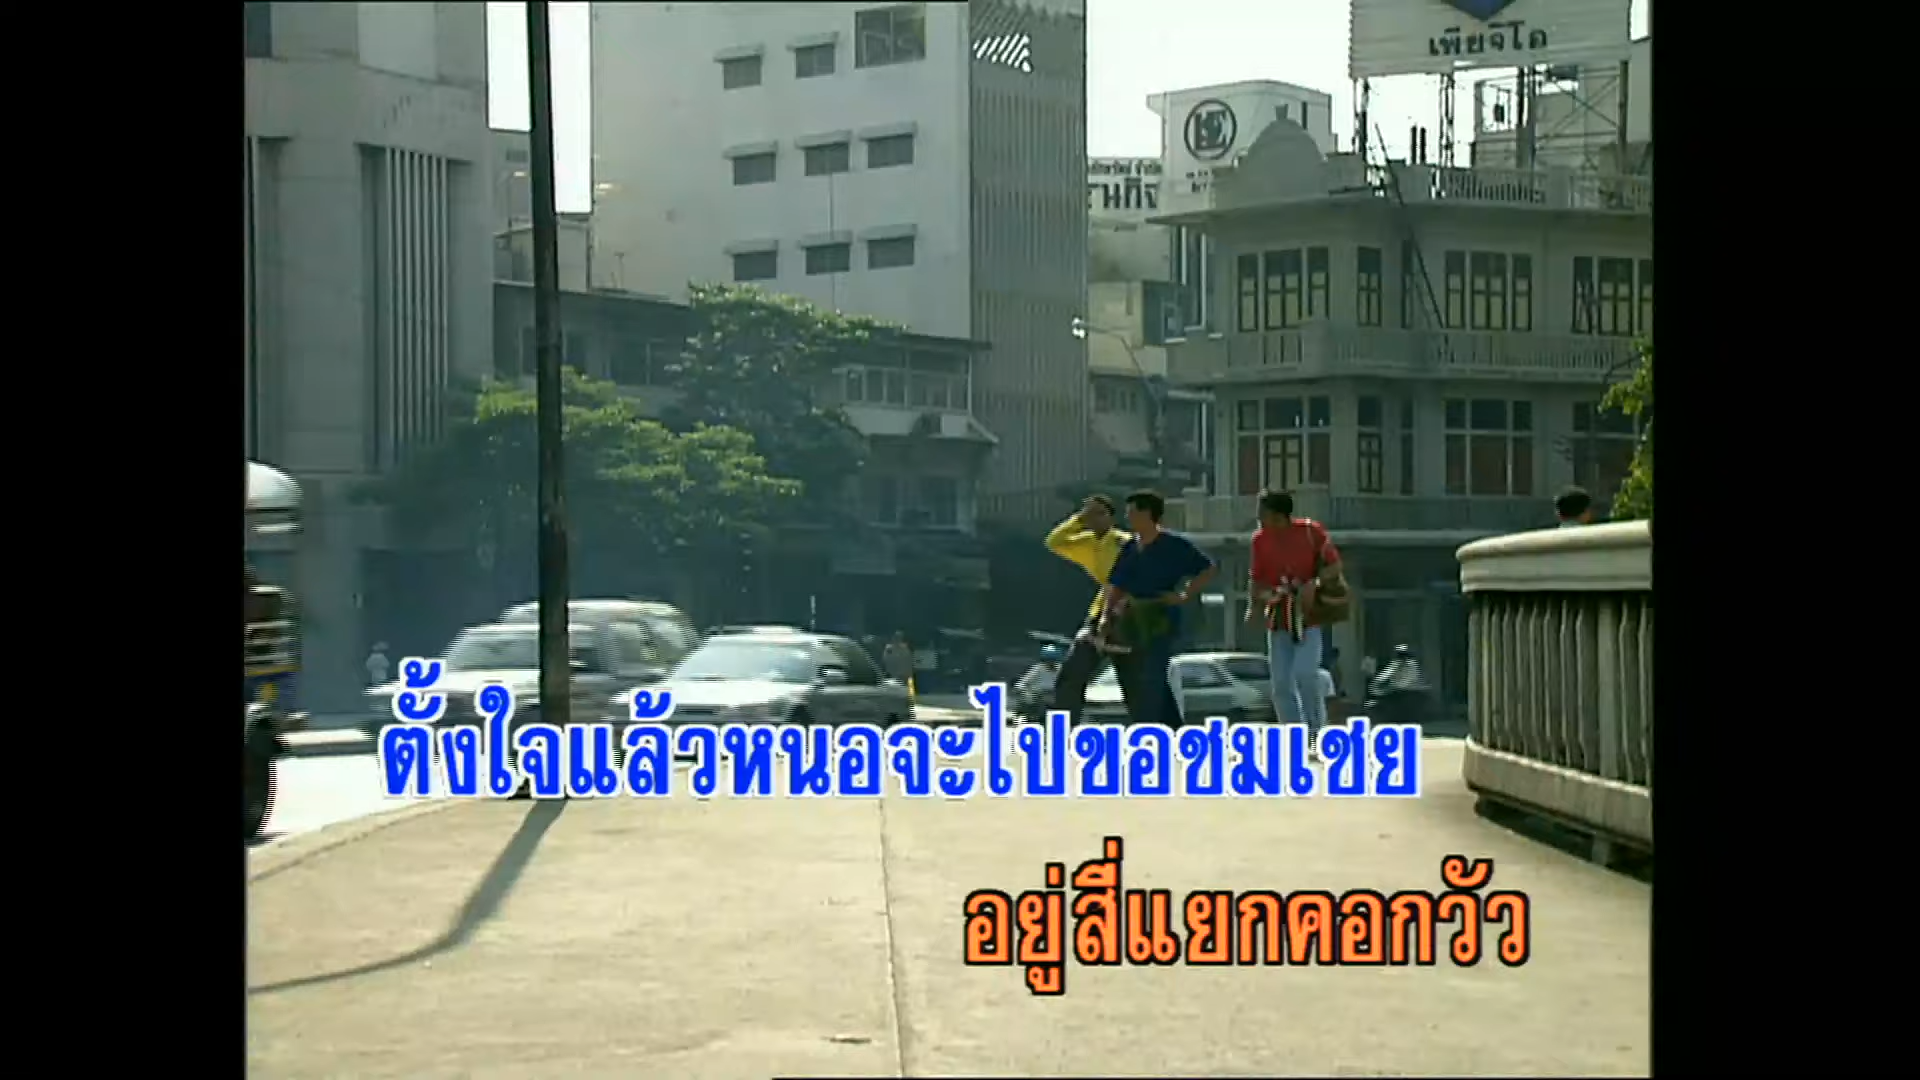 เพียจิโอ
ตั้งใจแล้วหนอจะไปขอชมเชย
อยู่สี่แยกคอกวัว